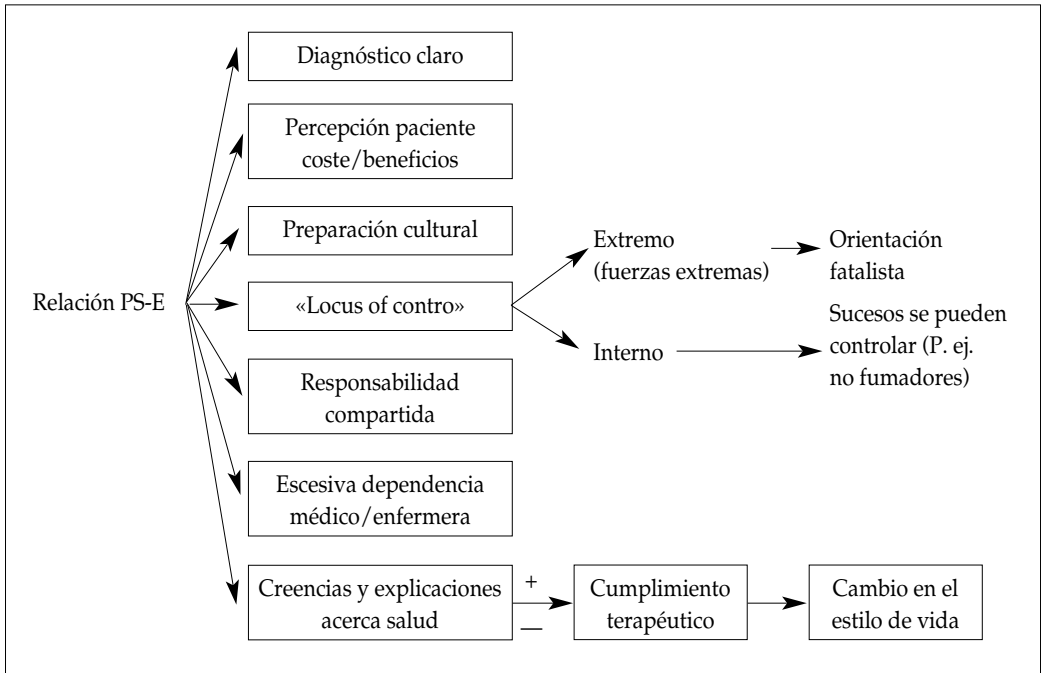 Diagnóstico claro
Percepción paciente
coste/beneficios
Preparación cultural
Relación PS-E
«Locus of contro»
Extremo
(fuerzas extremas)
Orientación
fatalista
Interno
Sucesos se pueden
controlar (P. ej.
no fumadores)
Responsabilidad
compartida
Escesiva dependencia
médico/enfermera
Creencias y explicaciones
acerca salud
+
—
Cumplimiento
terapéutico
Cambio en el
estilo de vida